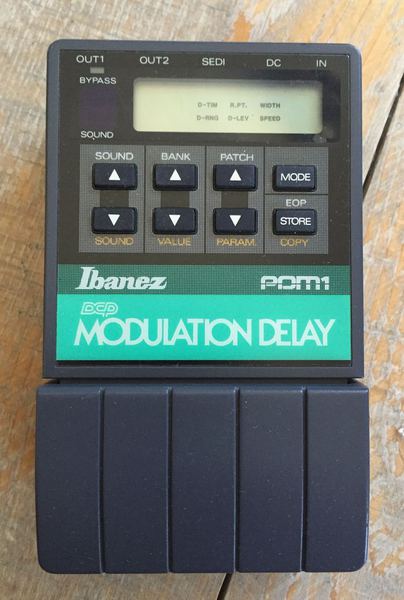 OUT1 OUT2 SEDI DC IN
BYPASS
D-TIM R.PT. WIDTH
D-RNG D-LEV SPEED
SOUND
SOUND BANK PATCH
MODE
EOP
STORE
SOUND VALUE PARAM. COPY
Ibanez PDM1
DCP
MODULATION DELAY